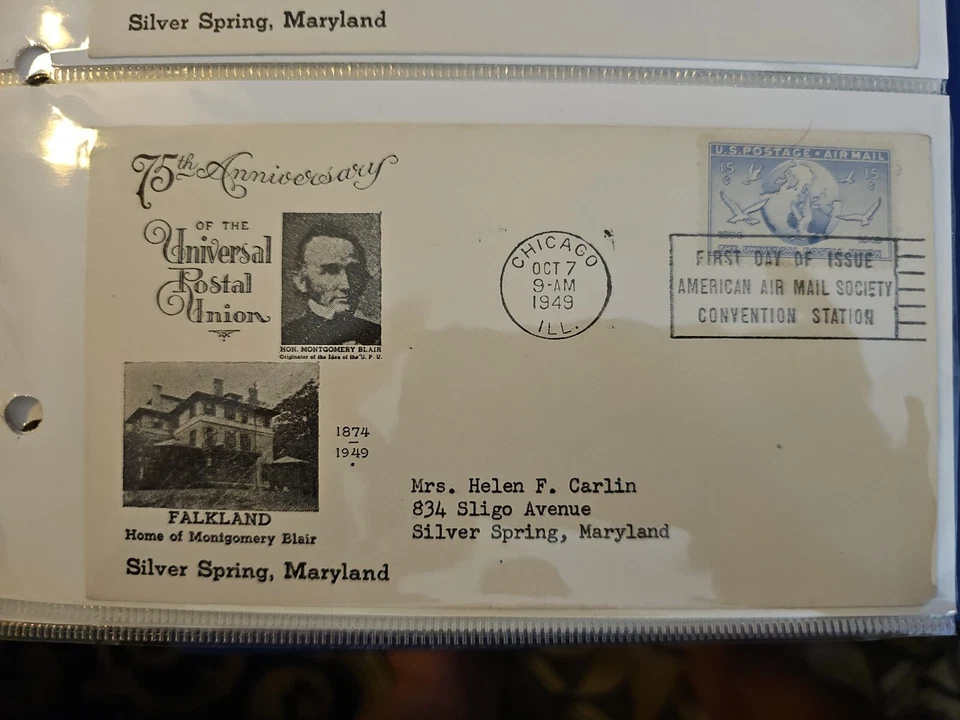 Silver Spring, Maryland
75th Anniversary
OF THE
Universal
Postal
Union
HON. MONTGOMERY BLAIR
Originator of the Idea of the U. P. U.
FALKLAND
Home of Montgomery Blair
Silver Spring, Maryland
1874
1949
CHICAGO
OCT 7
9-AM
1949
ILL.
U.S. POSTAGE AIR MAIL
15 ¢
15 ¢
FIRST DAY OF ISSUE
AMERICAN AIR MAIL SOCIETY
CONVENTION STATION
Mrs. Helen F. Carlin
834 Sligo Avenue
Silver Spring, Maryland